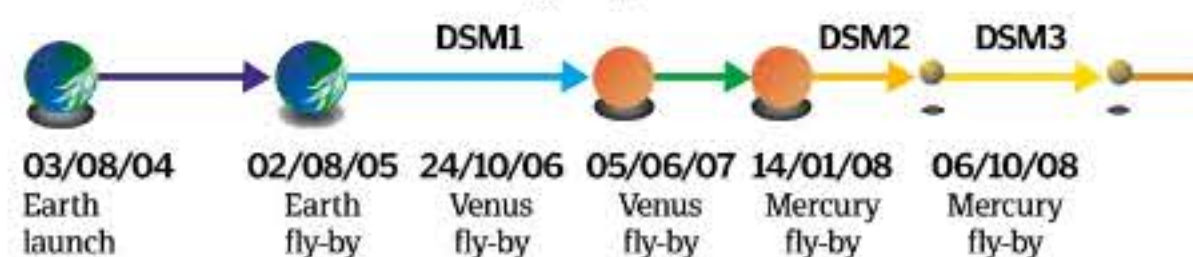 DSM1 DSM2 DSM3
03/08/04 02/08/05 24/10/06 05/06/07 14/01/08 06/10/08
Earth Earth Venus Venus Mercury Mercury
launch fly-by fly-by fly-by fly-by fly-by